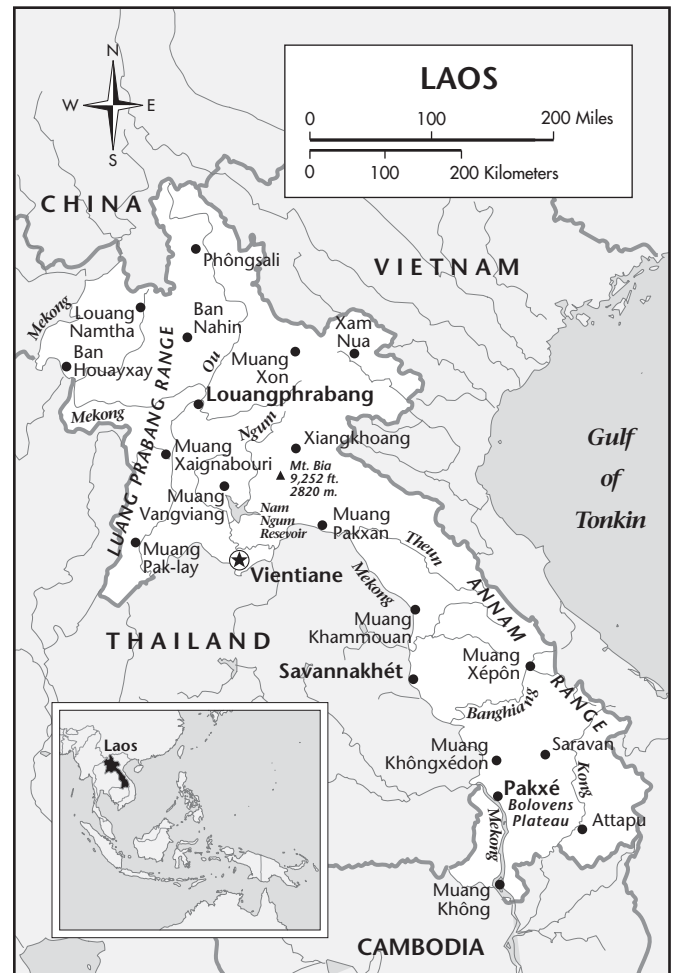 LAOS
0 100 200 Miles
0 100 200 Kilometers
N
W E
S
CHINA
VIETNAM
Phôngsali
Mekong
Louang
Namtha
Ban
Nahin
Xam
Nua
Ban
Houayxay
Muang
Xon
Ou
LUANG PRABANG RANGE
Louangphrabang
Mekong
Ngum
Xiangkhoang
Gulf
of
Tonkin
Muang
Xaignabouri
Mt. Bia
9,252 ft.
2820 m.
Muang
Vangviang
Nam
Ngum
Resevoir
Muang
Pakxan
Theun
Muang
Pak-lay
Vientiane
Mekong
ANNAM RANGE
Muang
Khammouan
THAILAND
Savannakhét
Muang
Xépôn
Banghiang
Laos
Muang
Khôngxédon
Saravan
Kong
Pakxé
Bolovens
Plateau
Attapu
Mekong
Muang
Không
CAMBODIA